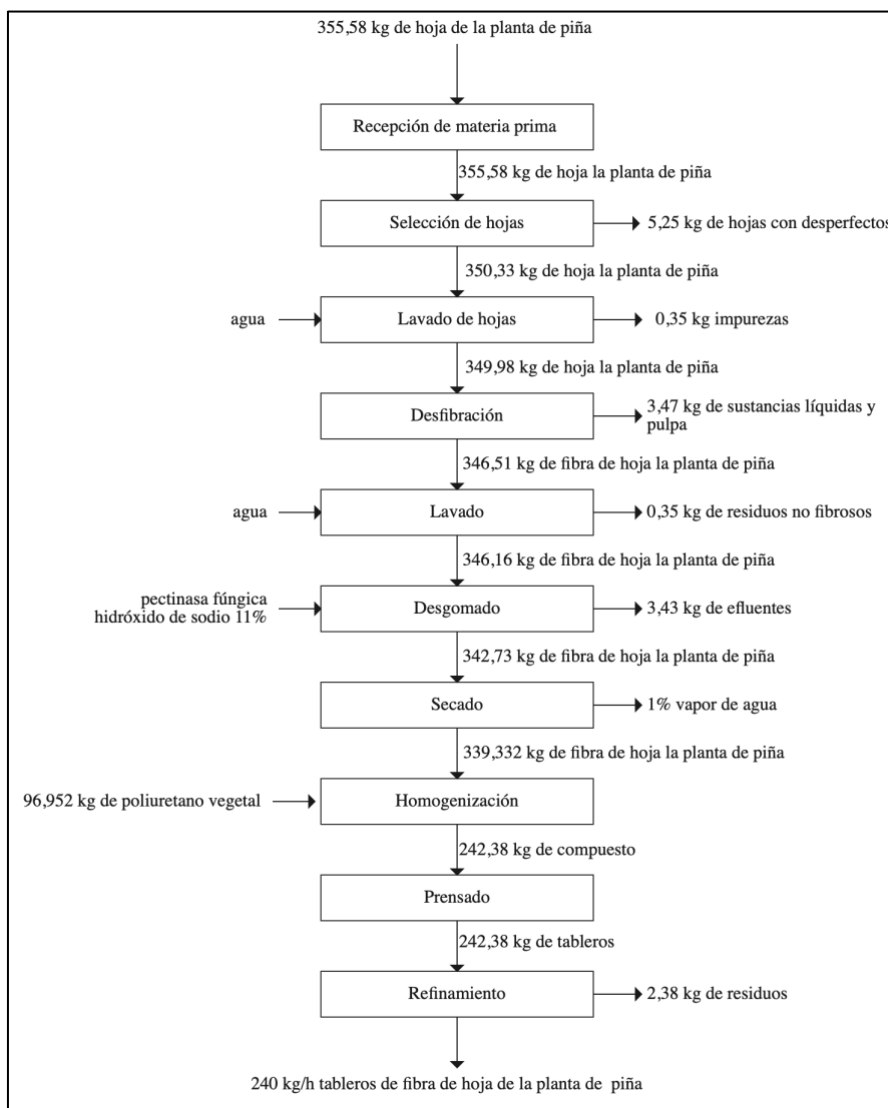 355,58 kg de hoja de la planta de piña
Recepción de materia prima
355,58 kg de hoja la planta de piña
Selección de hojas
5,25 kg de hojas con desperfectos
350,33 kg de hoja la planta de piña
agua
Lavado de hojas
0,35 kg impurezas
349,98 kg de hoja la planta de piña
Desfibración
3,47 kg de sustancias líquidas y
pulpa
346,51 kg de fibra de hoja la planta de piña
agua
Lavado
0,35 kg de residuos no fibrosos
346,16 kg de fibra de hoja la planta de piña
pectinasa fúngica
hidróxido de sodio 11%
Desgomado
3,43 kg de efluentes
342,73 kg de fibra de hoja la planta de piña
Secado
1% vapor de agua
339,332 kg de fibra de hoja la planta de piña
96,952 kg de poliuretano vegetal
Homogenización
242,38 kg de compuesto
Prensado
242,38 kg de tableros
Refinamiento
2,38 kg de residuos
240 kg/h tableros de fibra de hoja de la planta de piña